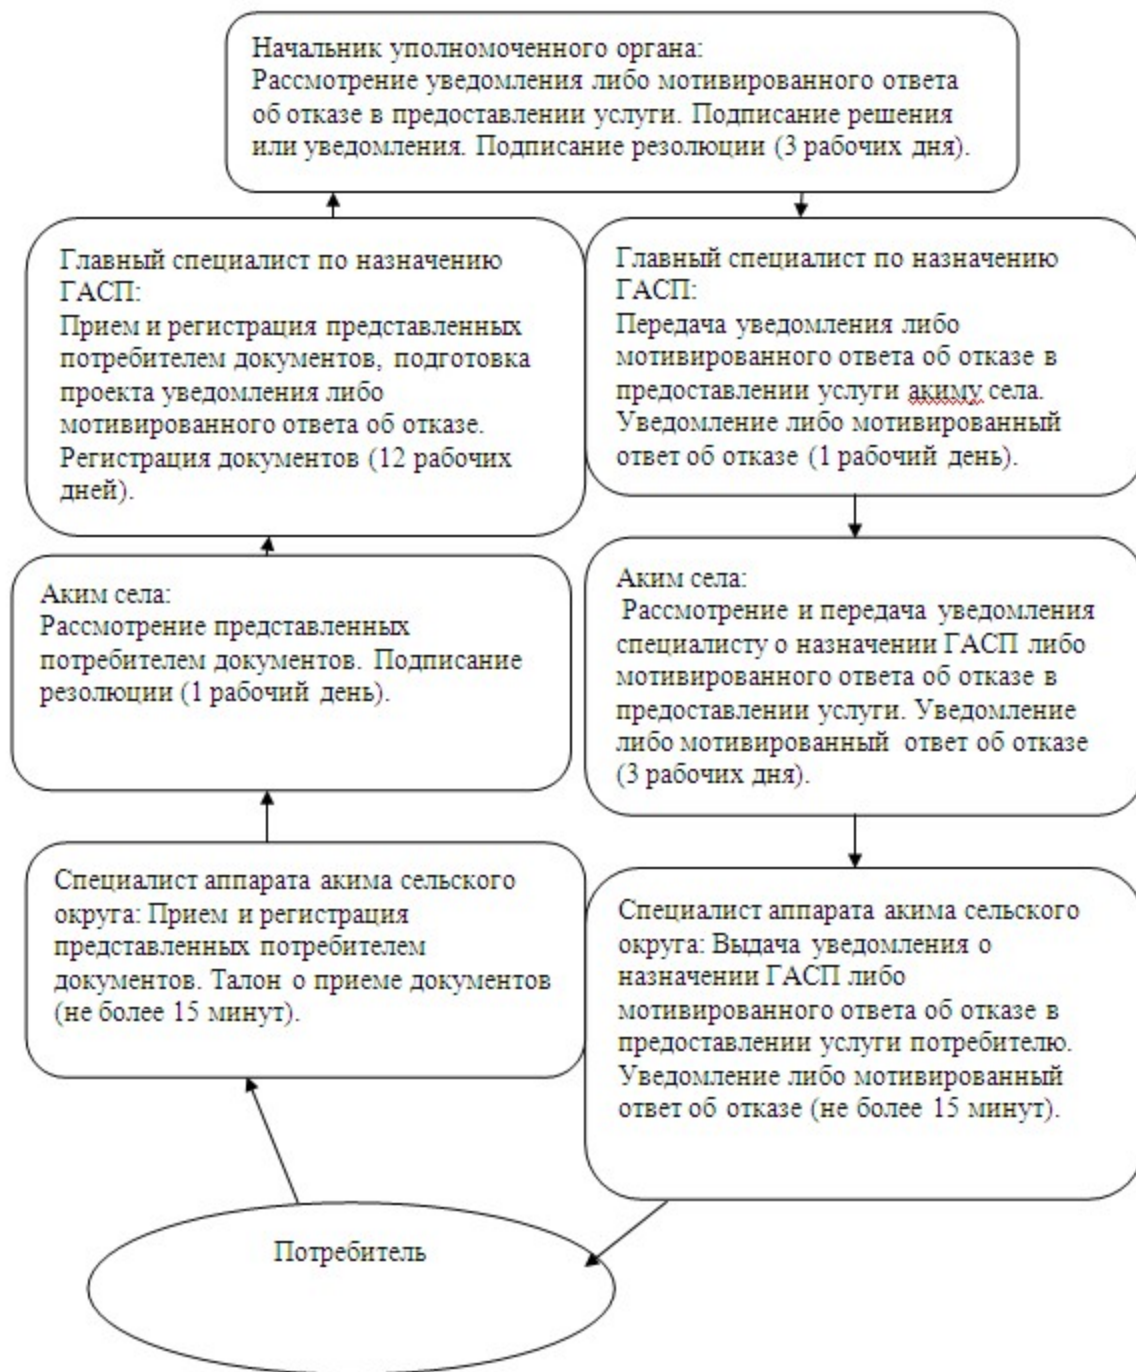 Начальник уполномоченного органа:
Рассмотрение уведомления либо мотивированного ответа
об отказе в предоставлении услуги. Подписание решения
или уведомления. Подписание резолюции (3 рабочих дня).
Главный специалист по назначению
ГАСП:
Прием и регистрация представленных
потребителем документов, подготовка
проекта уведомления либо
мотивированного ответа об отказе.
Регистрация документов (12 рабочих
дней).
Главный специалист по назначению
ГАСП:
Передача уведомления либо
мотивированного ответа об отказе в
предоставлении услуги акиму села.
Уведомление либо мотивированный
ответ об отказе (1 рабочий день).
Аким села:
Рассмотрение представленных
потребителем документов. Подписание
резолюции (1 рабочий день).
Аким села:
Рассмотрение и передача уведомления
специалисту о назначении ГАСП либо
мотивированного ответа об отказе в
предоставлении услуги. Уведомление
либо мотивированный ответ об отказе
(3 рабочих дня).
Специалист аппарата акима сельского
округа: Прием и регистрация
представленных потребителем
документов. Талон о приеме документов
(не более 15 минут).
Специалист аппарата акима сельского
округа: Выдача уведомления о
назначении ГАСП либо
мотивированного ответа об отказе в
предоставлении услуги потребителю.
Уведомление либо мотивированный
ответ об отказе (не более 15 минут).
Потребитель